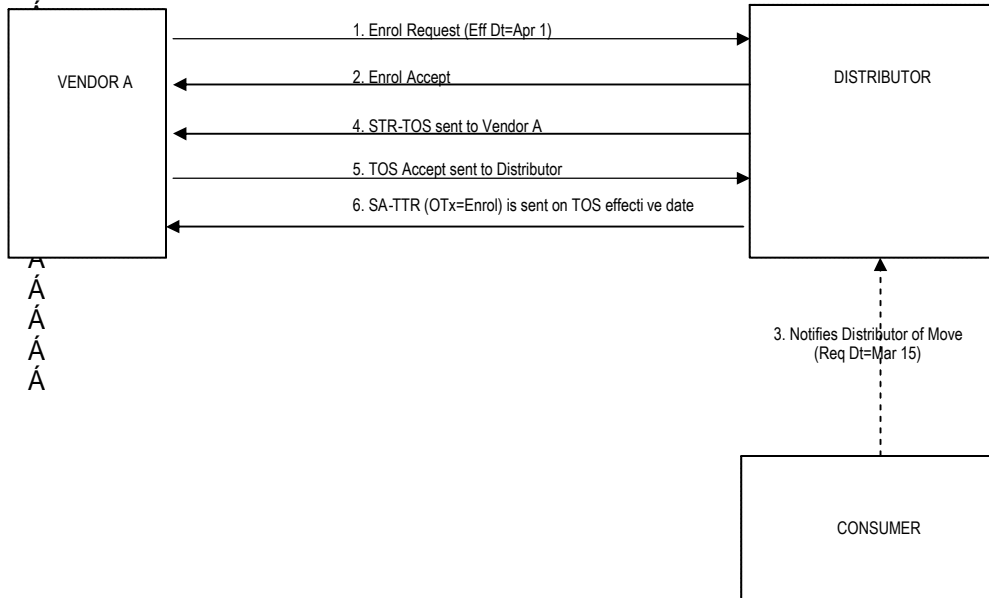 Á
1. Enrol Request (Eff Dt=Apr 1)
VENDOR A
DISTRIBUTOR
2. Enrol Accept
4. STR-TOS sent to Vendor A
5. TOS Accept sent to Distributor
6. SA-TTR (OTx=Enrol) is sent on TOS effecti ve date
Á
Á
Á
Á
Á
3. Notifies Distributor of Move
(Req Dt=Mar 15)
CONSUMER